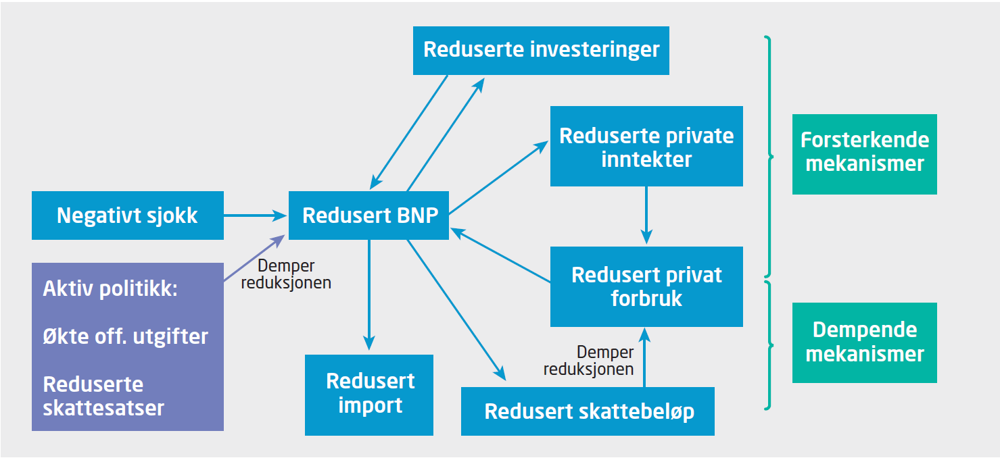 Reduserte investeringer
Reduserte private
inntekter
Forsterkende
mekanismer
Negativt sjokk
Redusert BNP
Demper
reduksjonen
Aktiv politikk:
Økte off. utgifter
Reduserte
skattesatser
Redusert privat
forbruk
Dempende
mekanismer
Demper
reduksjonen
Redusert
import
Redusert skattebeløp